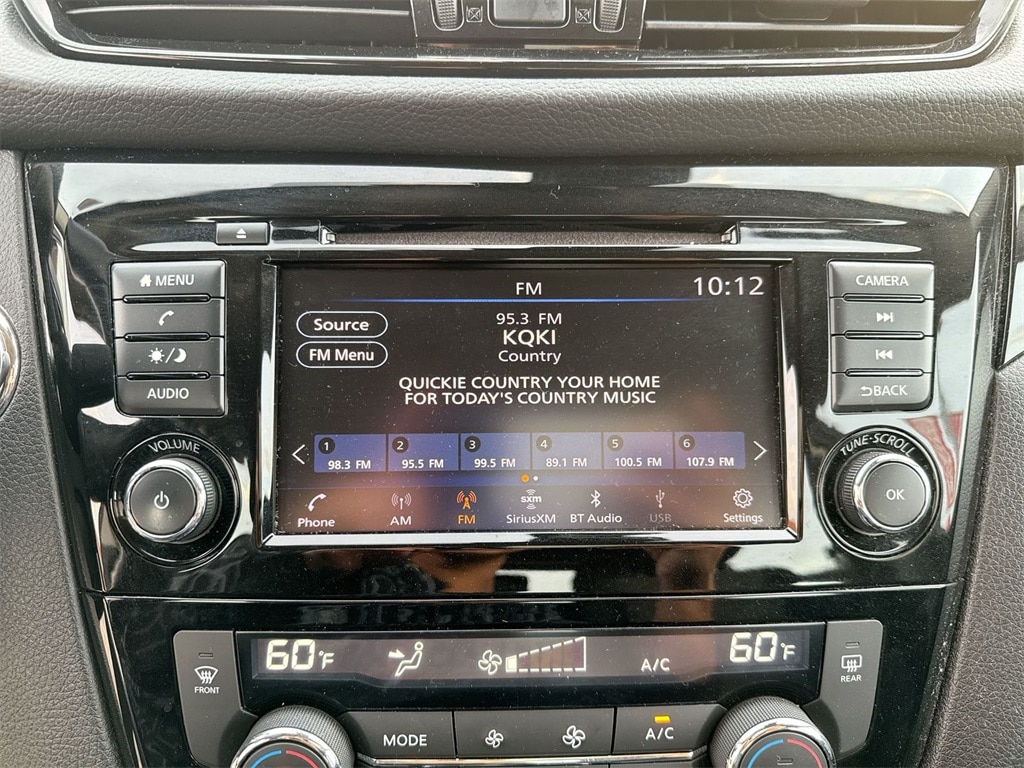 MENU
CAMERA
FM 10:12
Source
FM Menu
95.3 FM
KQKI
Country
QUICKIE COUNTRY YOUR HOME
FOR TODAY'S COUNTRY MUSIC
AUDIO
BACK
1 2 3 4 5 6
98.3 FM 95.5 FM 99.5 FM 89.1 FM 100.5 FM 107.9 FM
sxm
Phone AM FM SiriusXM BT Audio USB Settings
VOLUME
TUNE·SCROLL
OK
60°F A/C 60°F
FRONT
REAR
MODE A/C